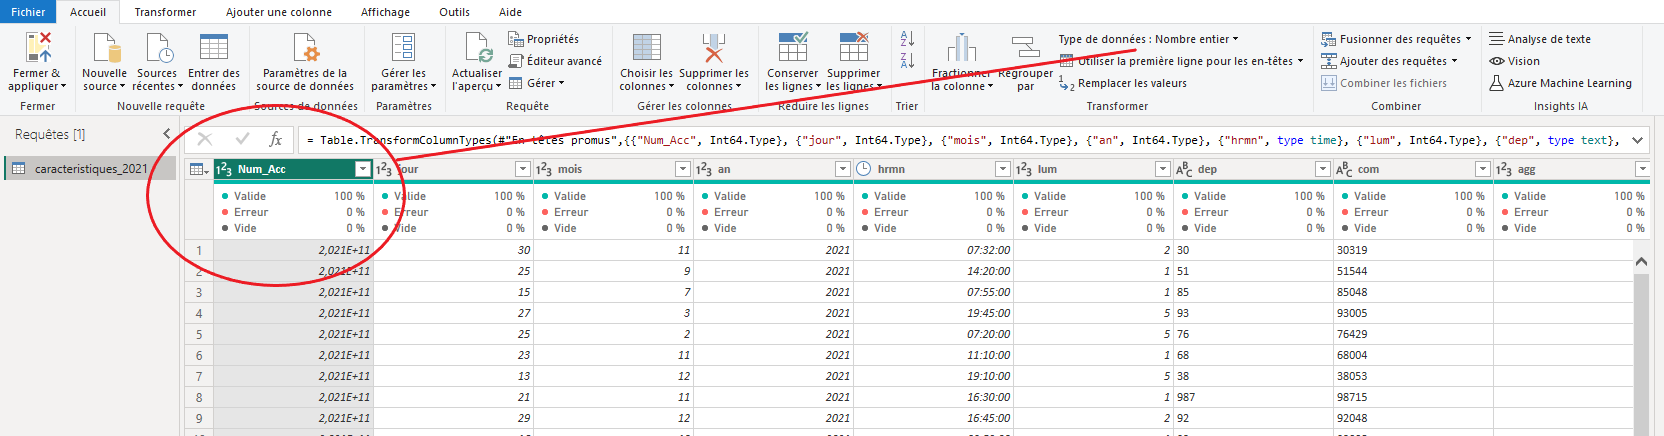 Fichier Accueil Transformer Ajouter une colonne Affichage Outils Aide
Fermer & appliquer
Fermer
Nouvelle source
Sources récentes
Entrer des données
Nouvelle requête
Paramètres de la source de données
Sources de données
Gérer les paramètres
Paramètres
Actualiser l'aperçu
Propriétés
Éditeur avancé
Gérer
Requête
Choisir les colonnes
Supprimer les colonnes
Gérer les colonnes
Conserver les lignes
Supprimer les lignes
Réduire les lignes
Trier
Fractionner la colonne
Regrouper par
Type de données : Nombre entier
Utiliser la première ligne pour les en-têtes
Remplacer les valeurs
Transformer
Fusionner des requêtes
Ajouter des requêtes
Combiner les fichiers
Combiner
Analyse de texte
Vision
Azure Machine Learning
Insights IA
Requêtes [1]
caracteristiques_2021
fx
= Table.TransformColumnTypes(#"En-têtes promus",{{"Num_Acc", Int64.Type}, {"jour", Int64.Type}, {"mois", Int64.Type}, {"an", Int64.Type}, {"hrmn", type time}, {"lum", Int64.Type}, {"dep", type text},
Num_Acc jour mois an hrmn lum dep com agg
Valide 100 % Valide 100 % Valide 100 % Valide 100 % Valide 100 % Valide 100 % Valide 100 % Valide 100 % Valide 100 %
Erreur 0 % Erreur 0 % Erreur 0 % Erreur 0 % Erreur 0 % Erreur 0 % Erreur 0 % Erreur 0 % Erreur 0 %
Vide 0 % Vide 0 % Vide 0 % Vide 0 % Vide 0 % Vide 0 % Vide 0 % Vide 0 % Vide 0 %
1 2,021E+11 30 11 2021 07:32:00 2 30 30319
2 2,021E+11 25 9 2021 14:20:00 1 51 51544
3 2,021E+11 15 7 2021 07:55:00 1 85 85048
4 2,021E+11 27 3 2021 19:45:00 5 93 93005
5 2,021E+11 25 2 2021 07:20:00 5 76 76429
6 2,021E+11 23 11 2021 11:10:00 1 68 68004
7 2,021E+11 13 12 2021 19:10:00 5 38 38053
8 2,021E+11 21 11 2021 16:30:00 1 987 98715
9 2,021E+11 29 12 2021 16:45:00 2 92 92048